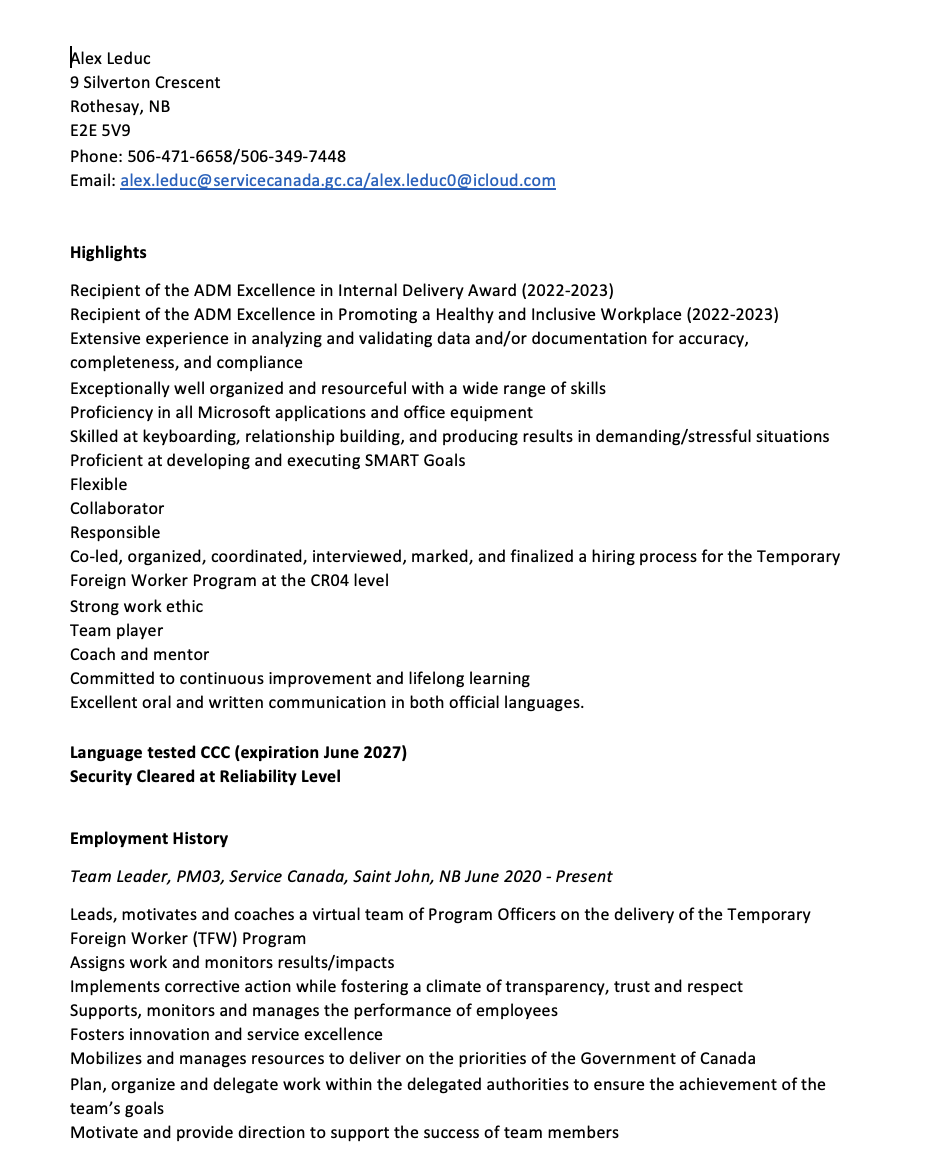 Alex Leduc
9 Silverton Crescent
Rothesay, NB
E2E 5V9
Phone: 506-471-6658/506-349-7448
Email: alex.leduc@servicecanada.gc.ca/alex.leduc0@icloud.com
Highlights
Recipient of the ADM Excellence in Internal Delivery Award (2022-2023)
Recipient of the ADM Excellence in Promoting a Healthy and Inclusive Workplace (2022-2023)
Extensive experience in analyzing and validating data and/or documentation for accuracy,
completeness, and compliance
Exceptionally well organized and resourceful with a wide range of skills
Proficiency in all Microsoft applications and office equipment
Skilled at keyboarding, relationship building, and producing results in demanding/stressful situations
Proficient at developing and executing SMART Goals
Flexible
Collaborator
Responsible
Co-led, organized, coordinated, interviewed, marked, and finalized a hiring process for the Temporary
Foreign Worker Program at the CR04 level
Strong work ethic
Team player
Coach and mentor
Committed to continuous improvement and lifelong learning
Excellent oral and written communication in both official languages.
Language tested CCC (expiration June 2027)
Security Cleared at Reliability Level
Employment History
Team Leader, PM03, Service Canada, Saint John, NB June 2020 - Present
Leads, motivates and coaches a virtual team of Program Officers on the delivery of the Temporary
Foreign Worker (TFW) Program
Assigns work and monitors results/impacts
Implements corrective action while fostering a climate of transparency, trust and respect
Supports, monitors and manages the performance of employees
Fosters innovation and service excellence
Mobilizes and manages resources to deliver on the priorities of the Government of Canada
Plan, organize and delegate work within the delegated authorities to ensure the achievement of the
team’s goals
Motivate and provide direction to support the success of team members